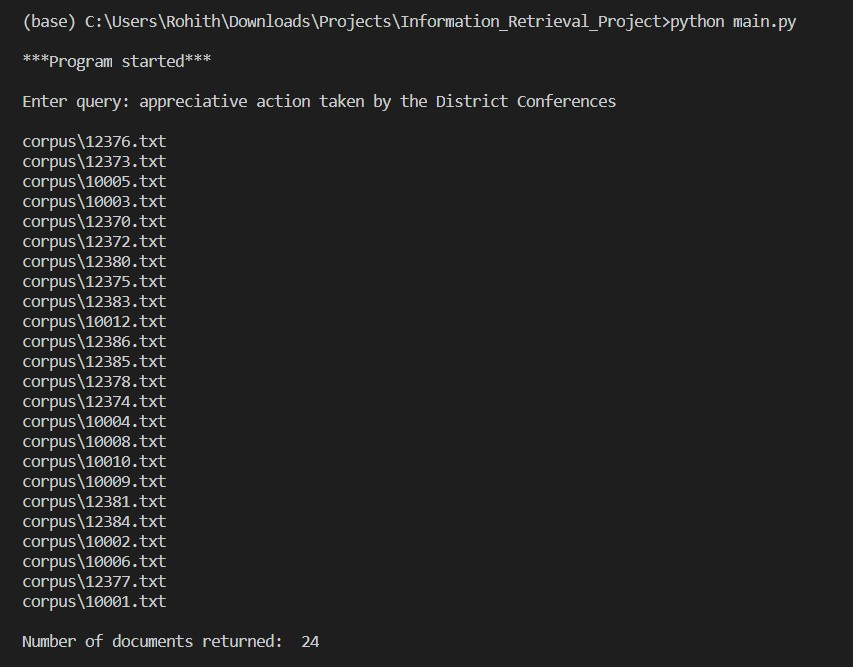 (base) C:\Users\Rohith\Downloads\Projects\Information_Retrieval_Project>python main.py
***Program started***
Enter query: appreciative action taken by the District Conferences
corpus\12376.txt
corpus\12373.txt
corpus\10005.txt
corpus\10003.txt
corpus\12370.txt
corpus\12372.txt
corpus\12380.txt
corpus\12375.txt
corpus\12383.txt
corpus\10012.txt
corpus\12386.txt
corpus\12385.txt
corpus\12378.txt
corpus\12374.txt
corpus\10004.txt
corpus\10008.txt
corpus\10010.txt
corpus\10009.txt
corpus\12381.txt
corpus\12384.txt
corpus\10002.txt
corpus\10006.txt
corpus\12377.txt
corpus\10001.txt
Number of documents returned:  24